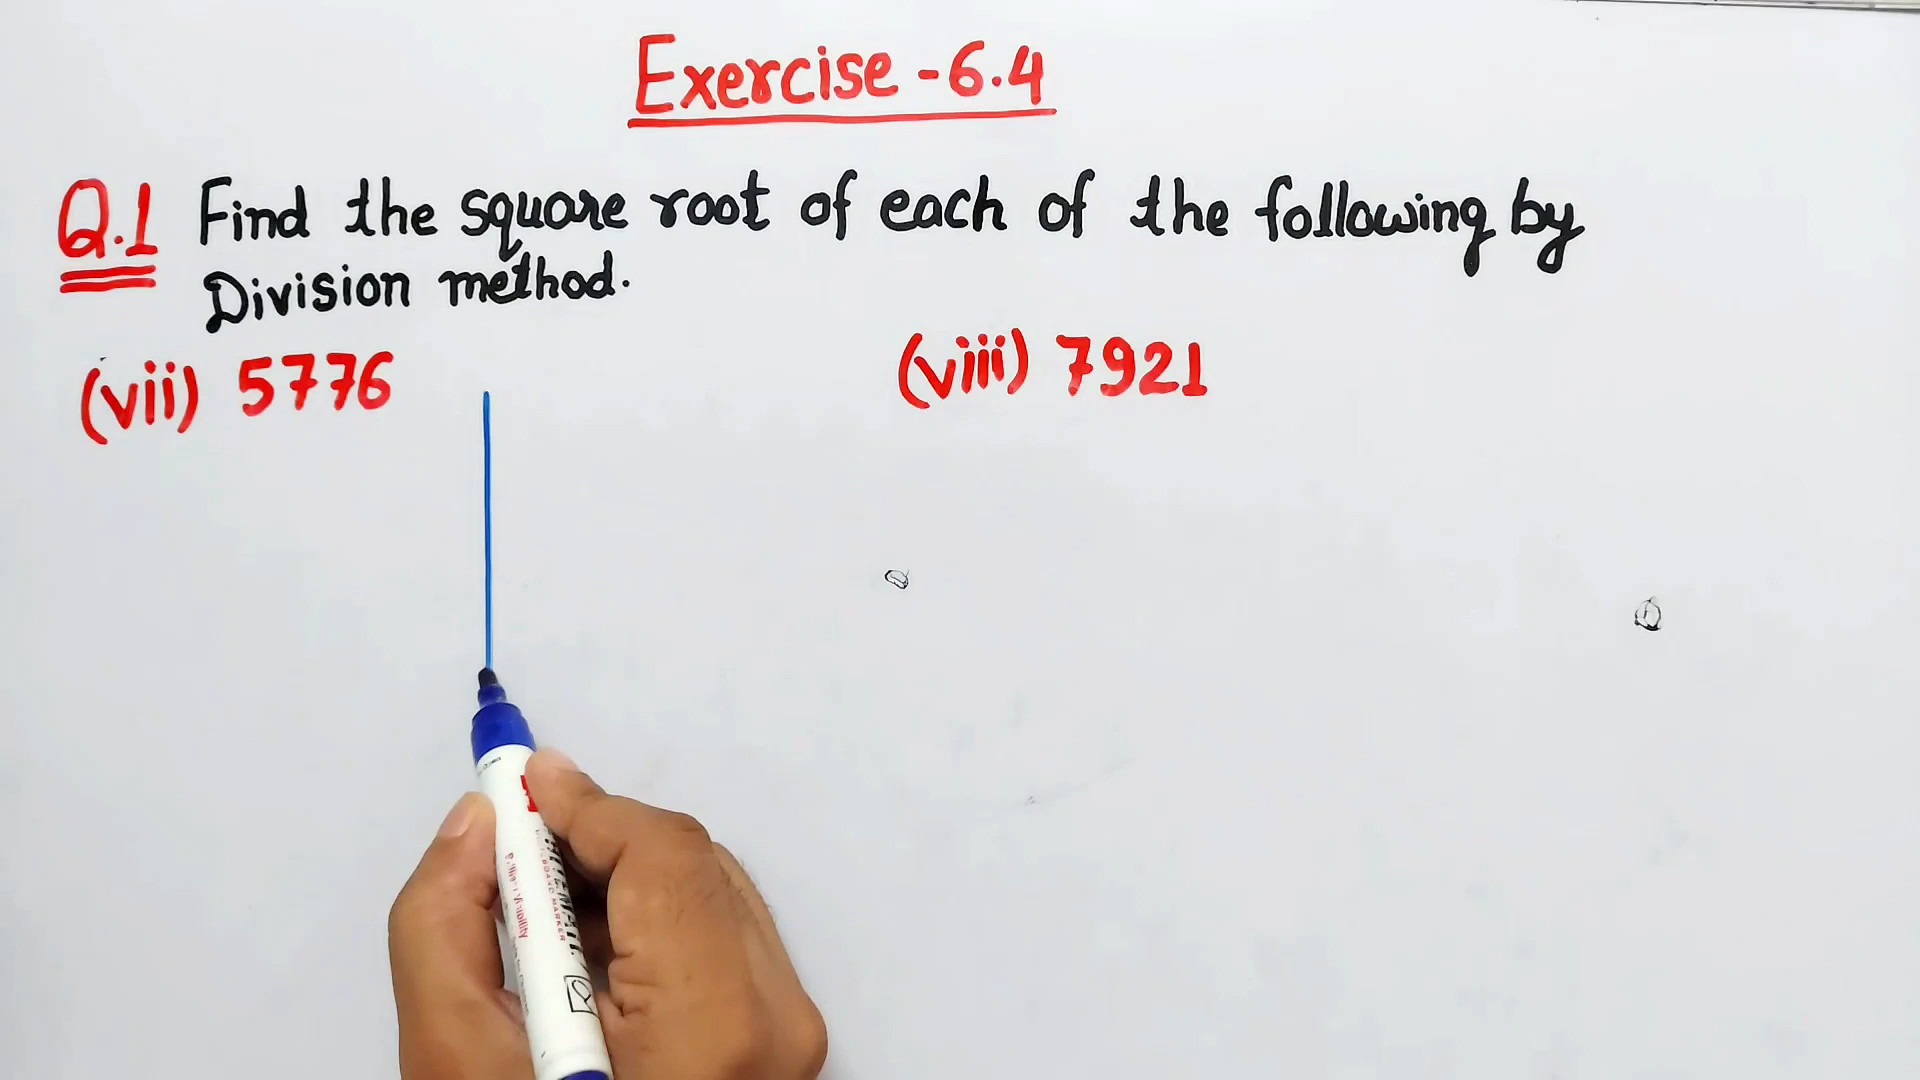 Exercise - 6.4
Q.1 Find the square root of each of the following by
Division method.
(vii) 5776
(viii) 7921